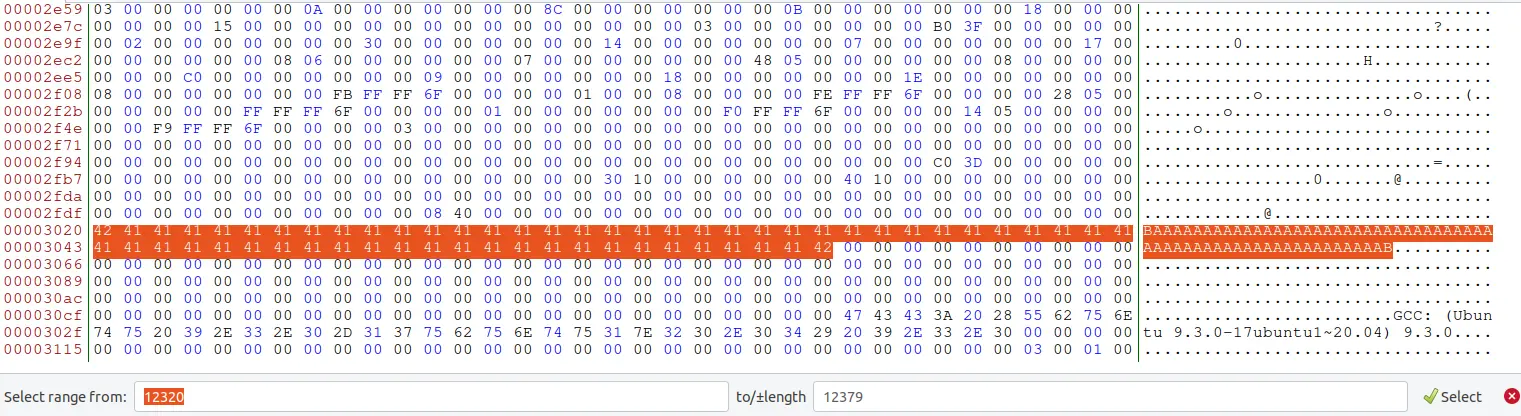 00002e59 03 00 00 00 00 00 00 0A 00 00 00 00 00 00 00 8C 00 00 00 00 00 00 00 0B 00 00 00 00 00 00 00 18 00 00 00 ...................................
00002e7c 00 00 00 00 15 00 00 00 00 00 00 00 00 00 00 00 00 00 00 00 03 00 00 00 00 00 00 00 B0 3F 00 00 00 00 00 .............................?.....
00002e9f 00 02 00 00 00 00 00 00 00 30 00 00 00 00 00 00 00 14 00 00 00 00 00 00 00 07 00 00 00 00 00 00 00 17 00 .........0.........................
00002ec2 00 00 00 00 00 00 08 06 00 00 00 00 00 00 07 00 00 00 00 00 00 00 48 05 00 00 00 00 00 00 08 00 00 00 00 ......................H............
00002ee5 00 00 00 C0 00 00 00 00 00 00 00 09 00 00 00 00 00 00 00 18 00 00 00 00 00 00 00 1E 00 00 00 00 00 00 00 ...................................
00002f08 08 00 00 00 00 00 00 00 FB FF FF 6F 00 00 00 00 01 00 00 08 00 00 00 00 FE FF FF 6F 00 00 00 00 28 05 00 ...........o...............o....(..
00002f2b 00 00 00 00 00 FF FF FF 6F 00 00 00 00 01 00 00 00 00 00 00 00 F0 FF FF 6F 00 00 00 00 14 05 00 00 00 00 ........o...............o..........
00002f4e 00 00 F9 FF FF 6F 00 00 00 00 03 00 00 00 00 00 00 00 00 00 00 00 00 00 00 00 00 00 00 00 00 00 00 00 00 .....o.............................
00002f71 00 00 00 00 00 00 00 00 00 00 00 00 00 00 00 00 00 00 00 00 00 00 00 00 00 00 00 00 00 00 00 00 00 00 00 ...................................
00002f94 00 00 00 00 00 00 00 00 00 00 00 00 00 00 00 00 00 00 00 00 00 00 00 00 00 00 00 00 C0 3D 00 00 00 00 00 .............................=.....
00002fb7 00 00 00 00 00 00 00 00 00 00 00 00 00 00 00 00 00 30 10 00 00 00 00 00 00 40 10 00 00 00 00 00 00 00 00 .................0.......@.........
00002fda 00 00 00 00 00 00 00 00 00 00 00 00 00 00 00 00 00 00 00 00 00 00 00 00 00 00 00 00 00 00 00 00 00 00 00 ...................................
00002fdf 00 00 00 00 00 00 00 00 00 00 00 08 40 00 00 00 00 00 00 00 00 00 00 00 00 00 00 00 00 00 00 00 00 00 00 ............@......................
00003020 42 41 41 41 41 41 41 41 41 41 41 41 41 41 41 41 41 41 41 41 41 41 41 41 41 41 41 41 41 41 41 41 41 41 41 BAAAAAAAAAAAAAAAAAAAAAAAAAAAAAAAAAA
00003043 41 41 41 41 41 41 41 41 41 41 41 41 41 41 41 41 41 41 41 41 41 41 41 41 42 00 00 00 00 00 00 00 00 00 00 AAAAAAAAAAAAAAAAAAAAAAAAB..........
00003066 00 00 00 00 00 00 00 00 00 00 00 00 00 00 00 00 00 00 00 00 00 00 00 00 00 00 00 00 00 00 00 00 00 00 00 ...................................
00003089 00 00 00 00 00 00 00 00 00 00 00 00 00 00 00 00 00 00 00 00 00 00 00 00 00 00 00 00 00 00 00 00 00 00 00 ...................................
000030ac 00 00 00 00 00 00 00 00 00 00 00 00 00 00 00 00 00 00 00 00 00 00 00 00 00 00 00 00 00 00 00 00 00 00 00 ...................................
000030cf 00 00 00 00 00 00 00 00 00 00 00 00 00 00 00 00 00 00 00 00 00 00 00 00 00 47 43 43 3A 20 28 55 62 75 6E .........................GCC: (Ubun
0000302f 74 75 20 39 2E 33 2E 30 2D 31 37 75 62 75 6E 74 75 31 7E 32 30 2E 30 34 29 20 39 2E 33 2E 30 00 00 00 00 tu 9.3.0-17ubuntu1~20.04) 9.3.0....
00003115 00 00 00 00 00 00 00 00 00 00 00 00 00 00 00 00 00 00 00 00 00 00 00 00 00 00 00 00 00 00 00 03 00 01 00 ...................................
Select range from: 12320 to/±length 12379 Select